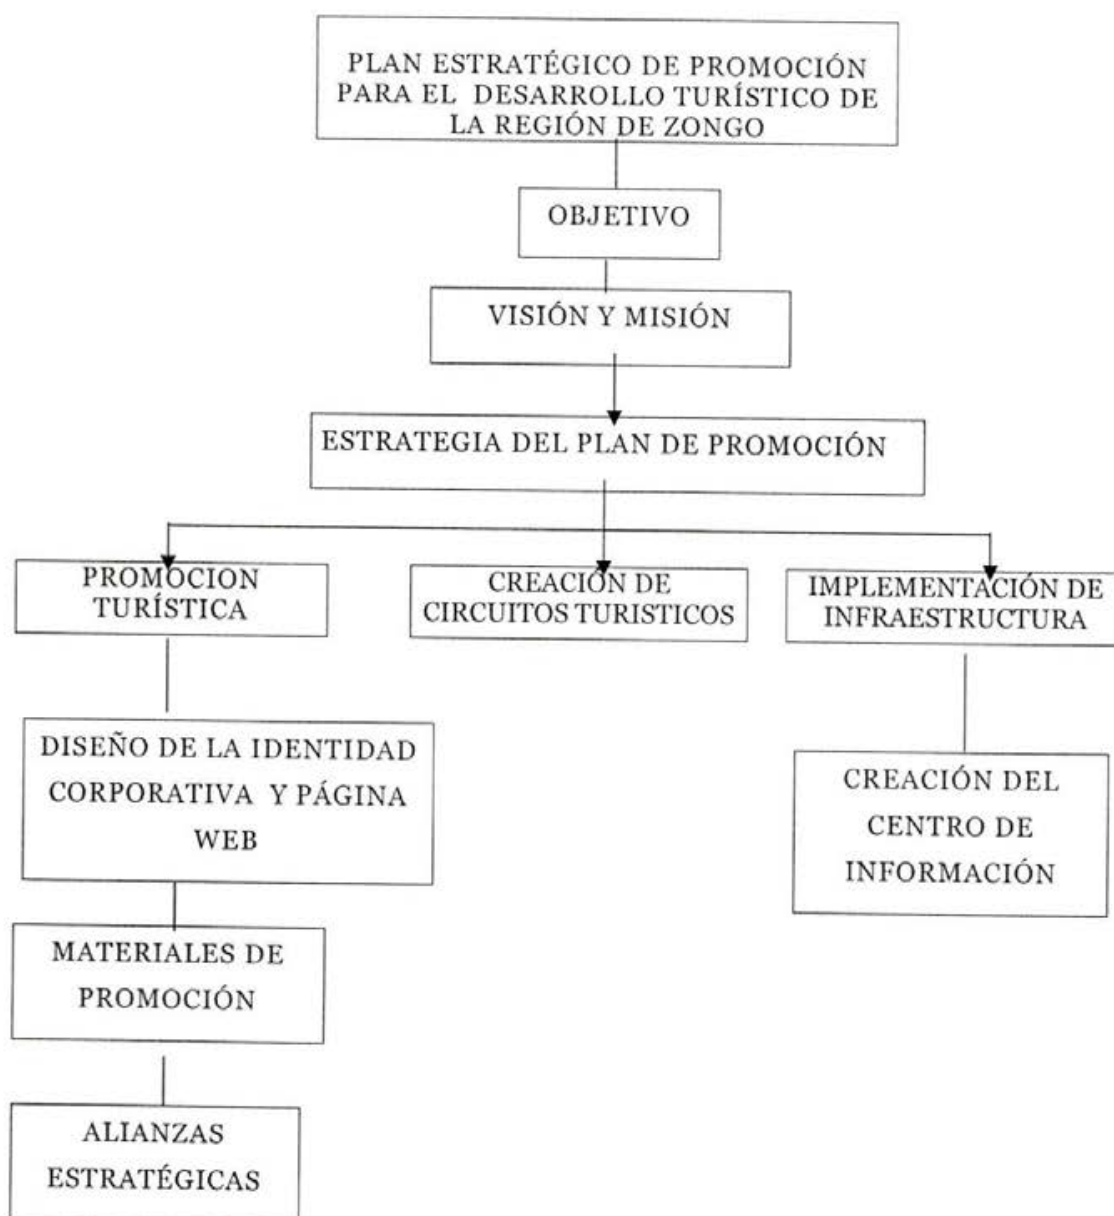 PLAN ESTRATÉGICO DE PROMOCIÓN
PARA EL DESARROLLO TURÍSTICO DE
LA REGIÓN DE ZONGO
OBJETIVO
VISIÓN Y MISIÓN
ESTRATEGIA DEL PLAN DE PROMOCIÓN
PROMOCION
TURÍSTICA
CREACIÓN DE
CIRCUITOS TURISTICOS
IMPLEMENTACIÓN DE
INFRAESTRUCTURA
DISEÑO DE LA IDENTIDAD
CORPORATIVA Y PÁGINA
WEB
CREACIÓN DEL
CENTRO DE
INFORMACIÓN
MATERIALES DE
PROMOCIÓN
ALIANZAS
ESTRATÉGICAS